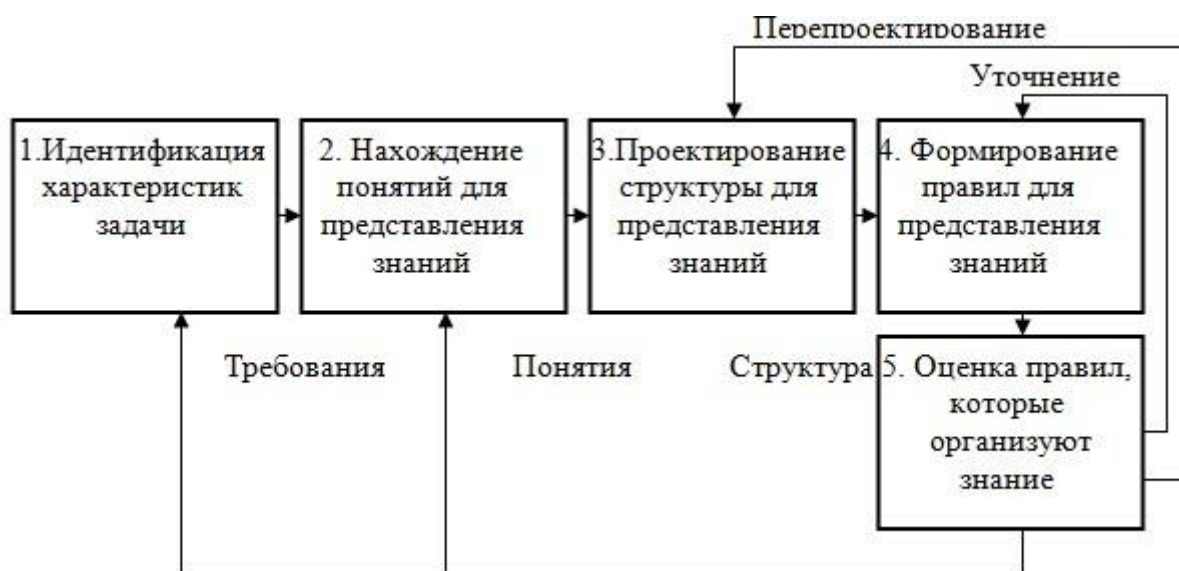 Перепроектирование
Уточнение
1.Идентификация
характеристик
задачи
2. Нахождение
понятий для
представления
знаний
3.Проектирование
структуры для
представления
знаний
4. Формирование
правил для
представления
знаний
Требования
Понятия
Структура
5. Оценка правил,
которые
организуют
знание